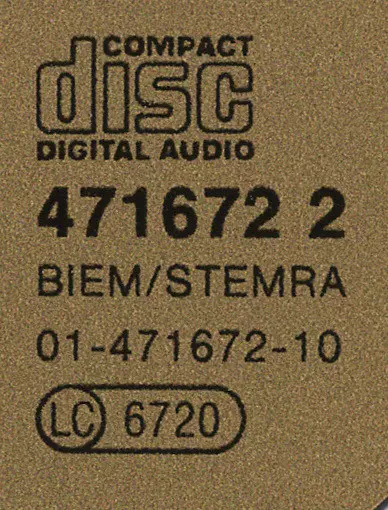 COMPACT
disc
DIGITAL AUDIO
471672 2
BIEM/STEMRA
01-471672-10
LC 6720